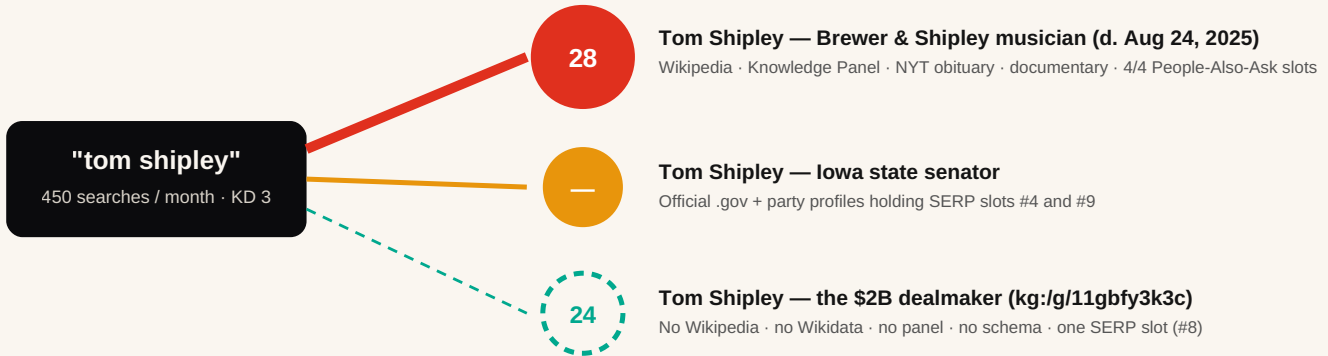 "tom shipley"
450 searches / month · KD 3
28
Tom Shipley — Brewer & Shipley musician (d. Aug 24, 2025)
Wikipedia · Knowledge Panel · NYT obituary · documentary · 4/4 People-Also-Ask slots
—
Tom Shipley — Iowa state senator
Official .gov + party profiles holding SERP slots #4 and #9
24
Tom Shipley — the $2B dealmaker (kg:/g/11gbfy3k3c)
No Wikipedia · no Wikidata · no panel · no schema · one SERP slot (#8)